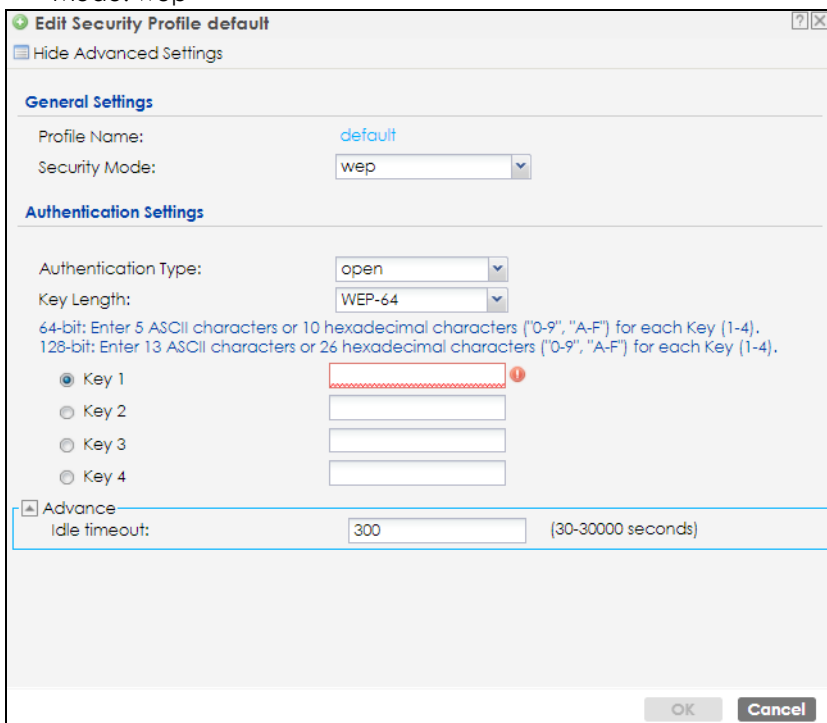 Mode: wep
Edit Security Profile default
Hide Advanced Settings
General Settings
Profile Name: default
Security Mode: wep
Authentication Settings
Authentication Type: open
Key Length: WEP-64
64-bit: Enter 5 ASCII characters or 10 hexadecimal characters ("0-9", "A-F") for each Key (1-4).
128-bit: Enter 13 ASCII characters or 26 hexadecimal characters ("0-9", "A-F") for each Key (1-4).
Key 1
Key 2
Key 3
Key 4
Advance
Idle timeout: 300 (30-30000 seconds)
OK Cancel